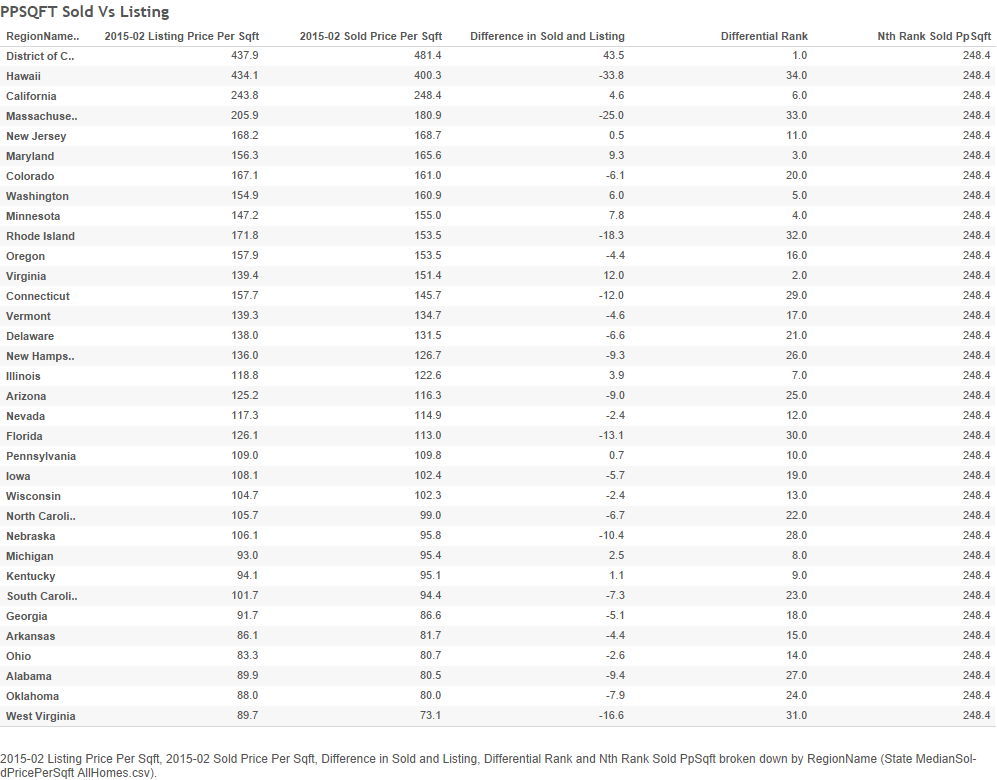 PPSQFT Sold Vs Listing
RegionName.. 2015-02 Listing Price Per Sqft 2015-02 Sold Price Per Sqft Difference in Sold and Listing Differential Rank Nth Rank Sold PpSqft
District of C.. 437.9 481.4 43.5 1.0 248.4
Hawaii 434.1 400.3 -33.8 34.0 248.4
California 243.8 248.4 4.6 6.0 248.4
Massachuse.. 205.9 180.9 -25.0 33.0 248.4
New Jersey 168.2 168.7 0.5 11.0 248.4
Maryland 156.3 165.6 9.3 3.0 248.4
Colorado 167.1 161.0 -6.1 20.0 248.4
Washington 154.9 160.9 6.0 5.0 248.4
Minnesota 147.2 155.0 7.8 4.0 248.4
Rhode Island 171.8 153.5 -18.3 32.0 248.4
Oregon 157.9 153.5 -4.4 16.0 248.4
Virginia 139.4 151.4 12.0 2.0 248.4
Connecticut 157.7 145.7 -12.0 29.0 248.4
Vermont 139.3 134.7 -4.6 17.0 248.4
Delaware 138.0 131.5 -6.6 21.0 248.4
New Hamps.. 136.0 126.7 -9.3 26.0 248.4
Illinois 118.8 122.6 3.9 7.0 248.4
Arizona 125.2 116.3 -9.0 25.0 248.4
Nevada 117.3 114.9 -2.4 12.0 248.4
Florida 126.1 113.0 -13.1 30.0 248.4
Pennsylvania 109.0 109.8 0.7 10.0 248.4
Iowa 108.1 102.4 -5.7 19.0 248.4
Wisconsin 104.7 102.3 -2.4 13.0 248.4
North Caroli.. 105.7 99.0 -6.7 22.0 248.4
Nebraska 106.1 95.8 -10.4 28.0 248.4
Michigan 93.0 95.4 2.5 8.0 248.4
Kentucky 94.1 95.1 1.1 9.0 248.4
South Caroli.. 101.7 94.4 -7.3 23.0 248.4
Georgia 91.7 86.6 -5.1 18.0 248.4
Arkansas 86.1 81.7 -4.4 15.0 248.4
Ohio 83.3 80.7 -2.6 14.0 248.4
Alabama 89.9 80.5 -9.4 27.0 248.4
Oklahoma 88.0 80.0 -7.9 24.0 248.4
West Virginia 89.7 73.1 -16.6 31.0 248.4
2015-02 Listing Price Per Sqft, 2015-02 Sold Price Per Sqft, Difference in Sold and Listing, Differential Rank and Nth Rank Sold PpSqft broken down by RegionName (State MedianSol-
dPricePerSqft AllHomes.csv).